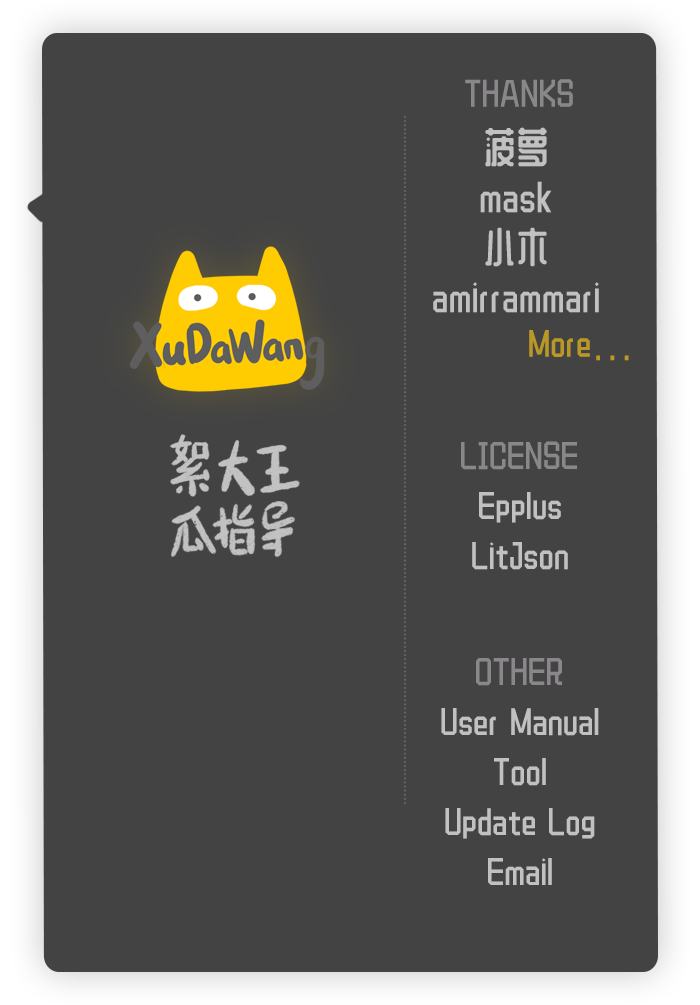 XuDaWang
絮大王
瓜指导
THANKS
菠萝
mask
小木
amirrammari
More...
LICENSE
Epplus
LitJson
OTHER
User Manual
Tool
Update Log
Email